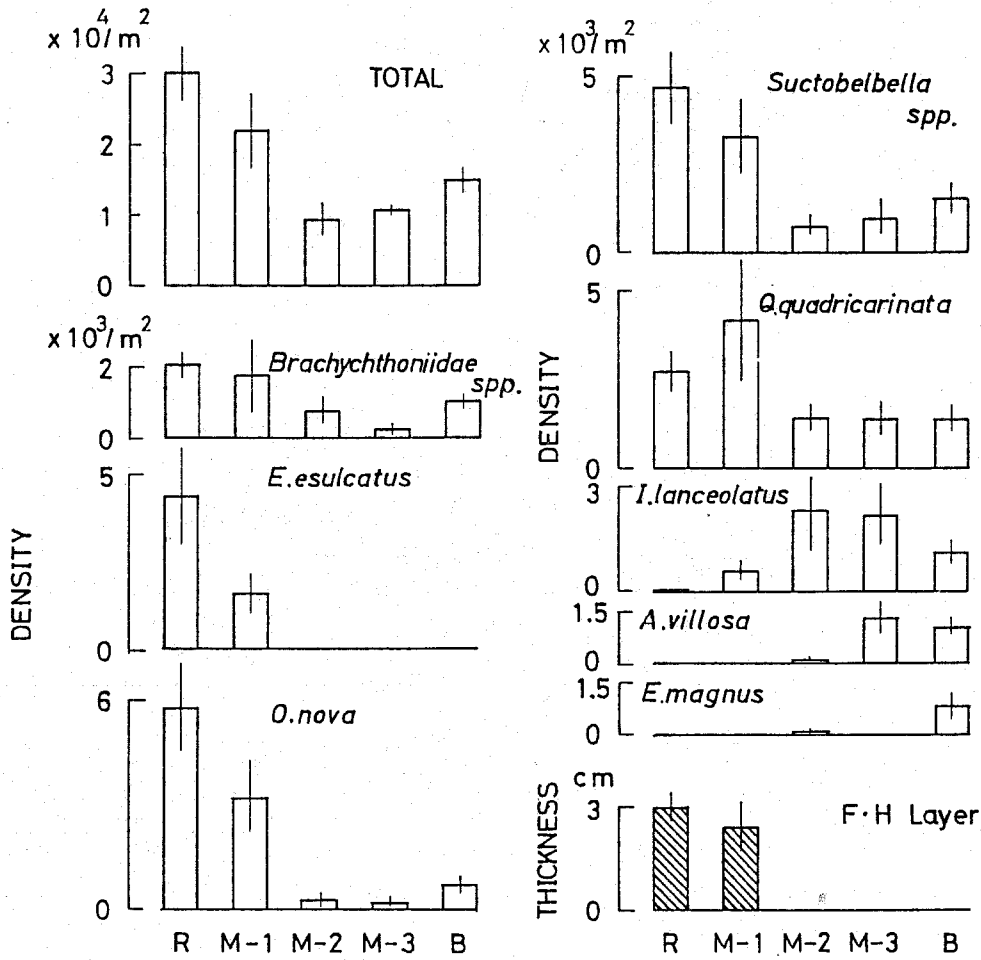 x 10⁴/m²
TOTAL
3
2
1
0
x 10³/m²
Brachychthoniidae
spp.
2
0
E.esulcatus
5
0
DENSITY
O.nova
6
0
R M-1 M-2 M-3 B
x 10³/m²
Suctobelbella
spp.
5
0
Q.quadricarinata
5
0
DENSITY
I.lanceolatus
3
0
A.villosa
1.5
0
E.magnus
1.5
0
cm
F·H Layer
3
0
THICKNESS
R M-1 M-2 M-3 B